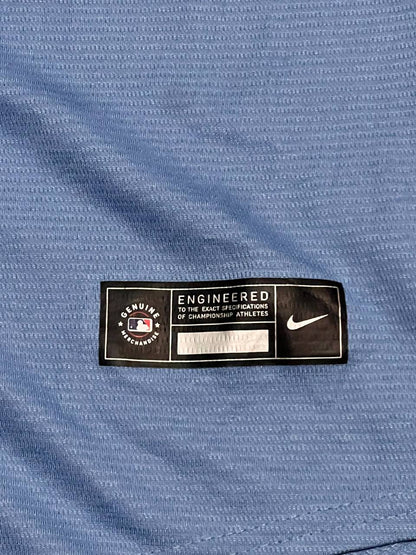 GENUINE
MERCHANDISE
ENGINEERED
TO THE EXACT SPECIFICATIONS
OF CHAMPIONSHIP ATHLETES